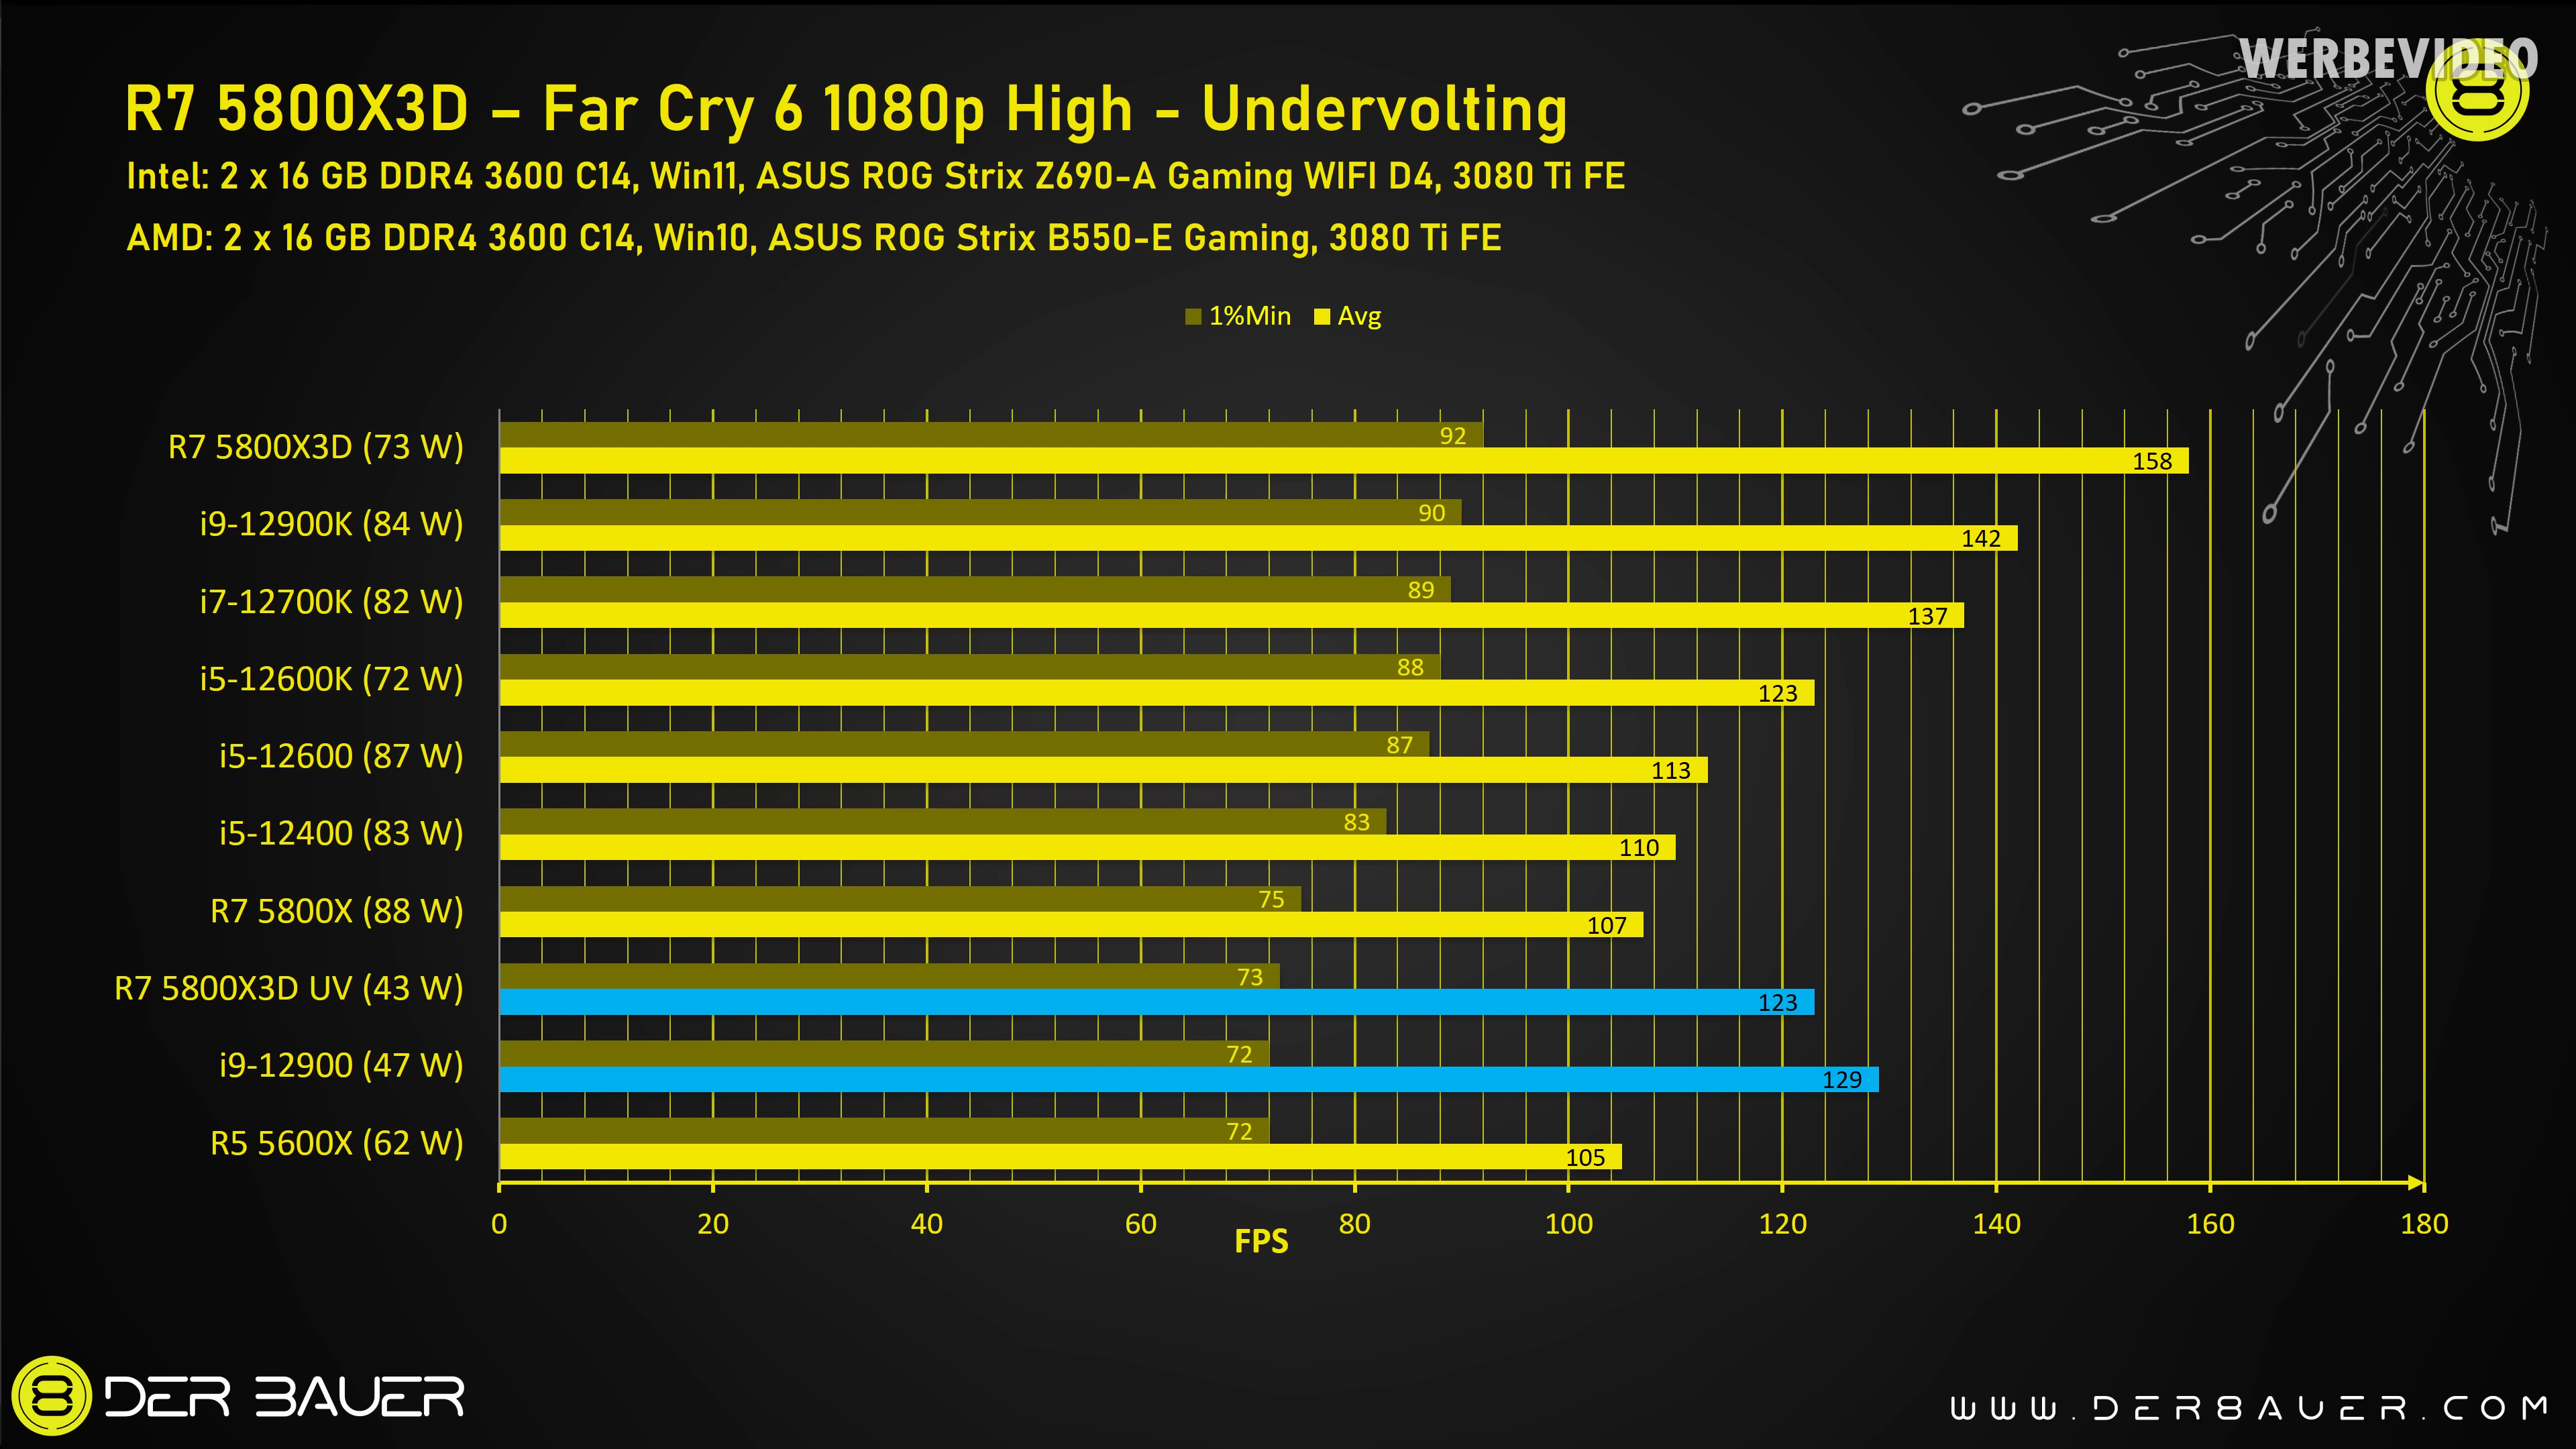 WERBEVIDEO
R7 5800X3D – Far Cry 6 1080p High - Undervolting
Intel: 2 x 16 GB DDR4 3600 C14, Win11, ASUS ROG Strix Z690-A Gaming WIFI D4, 3080 Ti FE
AMD: 2 x 16 GB DDR4 3600 C14, Win10, ASUS ROG Strix B550-E Gaming, 3080 Ti FE
1%Min Avg
R7 5800X3D (73 W) 92 158
i9-12900K (84 W) 90 142
i7-12700K (82 W) 89 137
i5-12600K (72 W) 88 123
i5-12600 (87 W) 87 113
i5-12400 (83 W) 83 110
R7 5800X (88 W) 75 107
R7 5800X3D UV (43 W) 73 123
i9-12900 (47 W) 72 129
R5 5600X (62 W) 72 105
0 20 40 60 80 100 120 140 160 180
FPS
8 DER BAUER
WWW.DER8AUER.COM